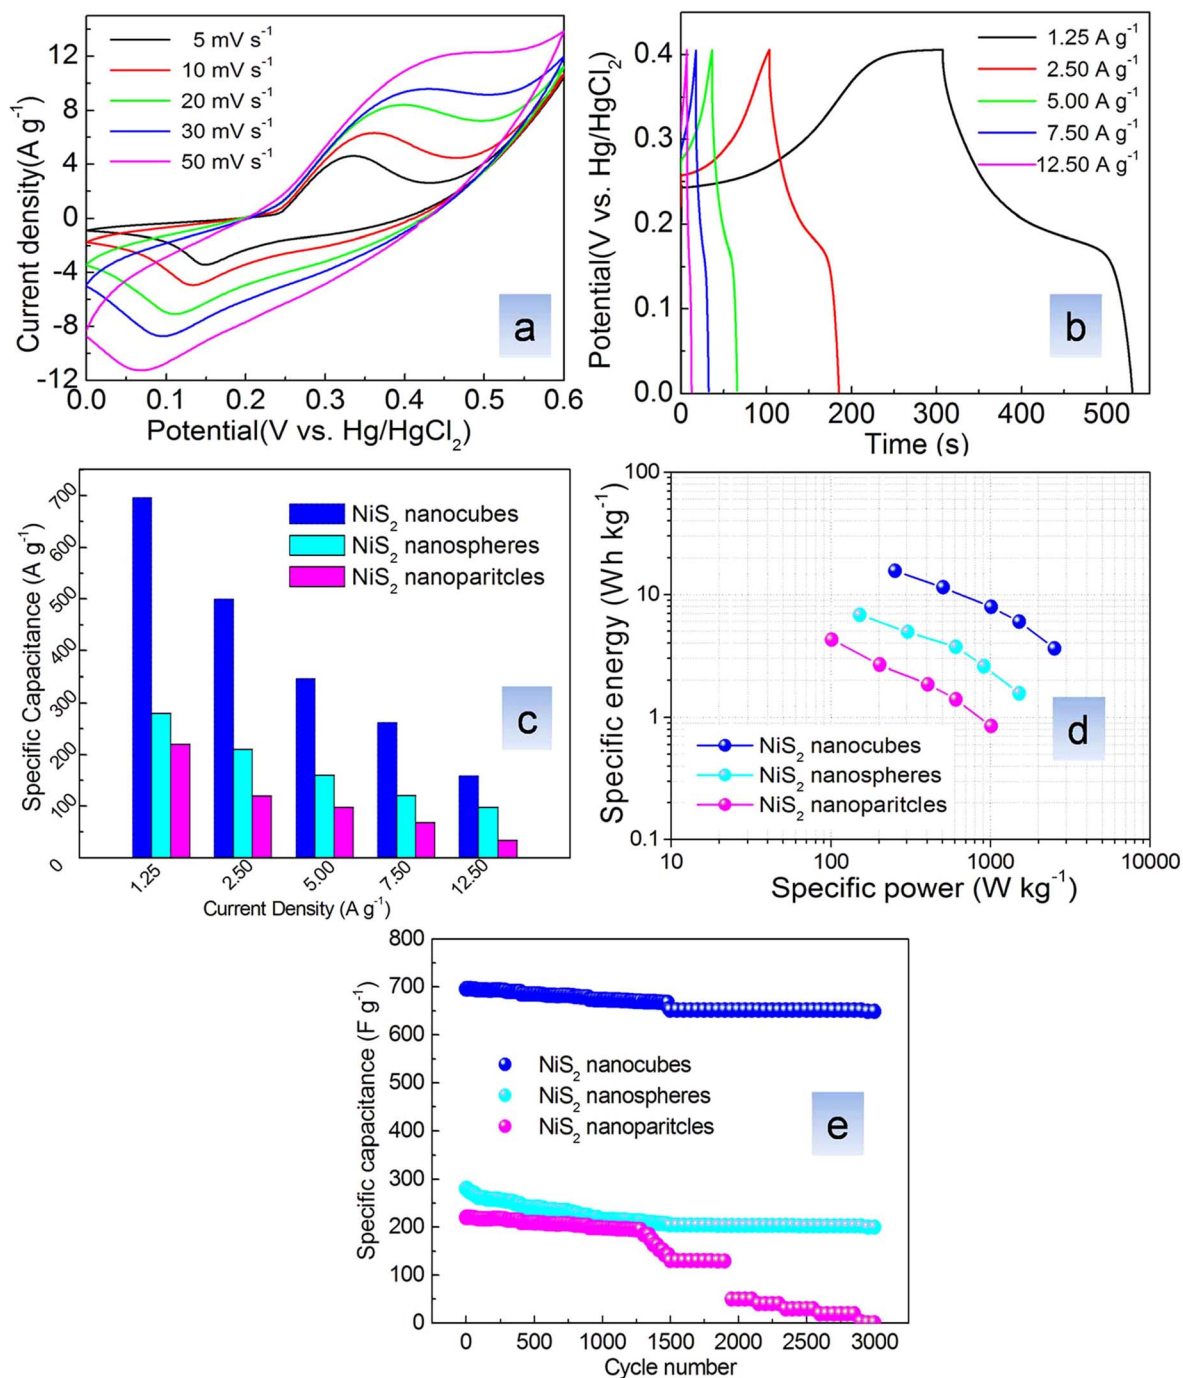 12
8
4
0
-4
-8
-12
Current density(A g⁻¹)
5 mV s⁻¹
10 mV s⁻¹
20 mV s⁻¹
30 mV s⁻¹
50 mV s⁻¹
a
0.0 0.1 0.2 0.3 0.4 0.5 0.6
Potential(V vs. Hg/HgCl₂)
0.4
0.3
0.2
0.1
0.0
Potential(V vs. Hg/HgCl₂)
1.25 A g⁻¹
2.50 A g⁻¹
5.00 A g⁻¹
7.50 A g⁻¹
12.50 A g⁻¹
b
0 100 200 300 400 500
Time (s)
700
600
500
400
300
200
100
0
Specific Capacitance (A g⁻¹)
NiS₂ nanocubes
NiS₂ nanospheres
NiS₂ nanoparitcles
c
1.25 2.50 5.00 7.50 12.50
Current Density (A g⁻¹)
100
10
1
0.1
Specific energy (Wh kg⁻¹)
d
NiS₂ nanocubes
NiS₂ nanospheres
NiS₂ nanoparitcles
10 100 1000 10000
Specific power (W kg⁻¹)
800
700
600
500
400
300
200
100
0
Specific capacitance (F g⁻¹)
NiS₂ nanocubes
NiS₂ nanospheres
NiS₂ nanoparitcles
e
0 500 1000 1500 2000 2500 3000
Cycle number